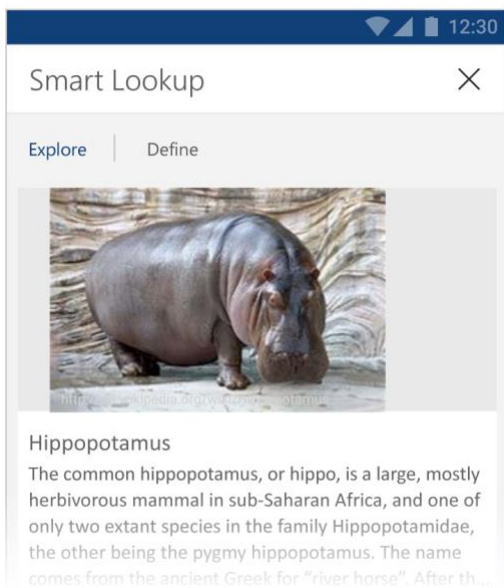 12:30
Smart Lookup
Explore
Define
Hippopotamus
The common hippopotamus, or hippo, is a large, mostly
herbivorous mammal in sub-Saharan Africa, and one of
only two extant species in the family Hippopotamidae,
the other being the pygmy hippopotamus. The name
comes from the ancient Greek for “river horse”. After th...